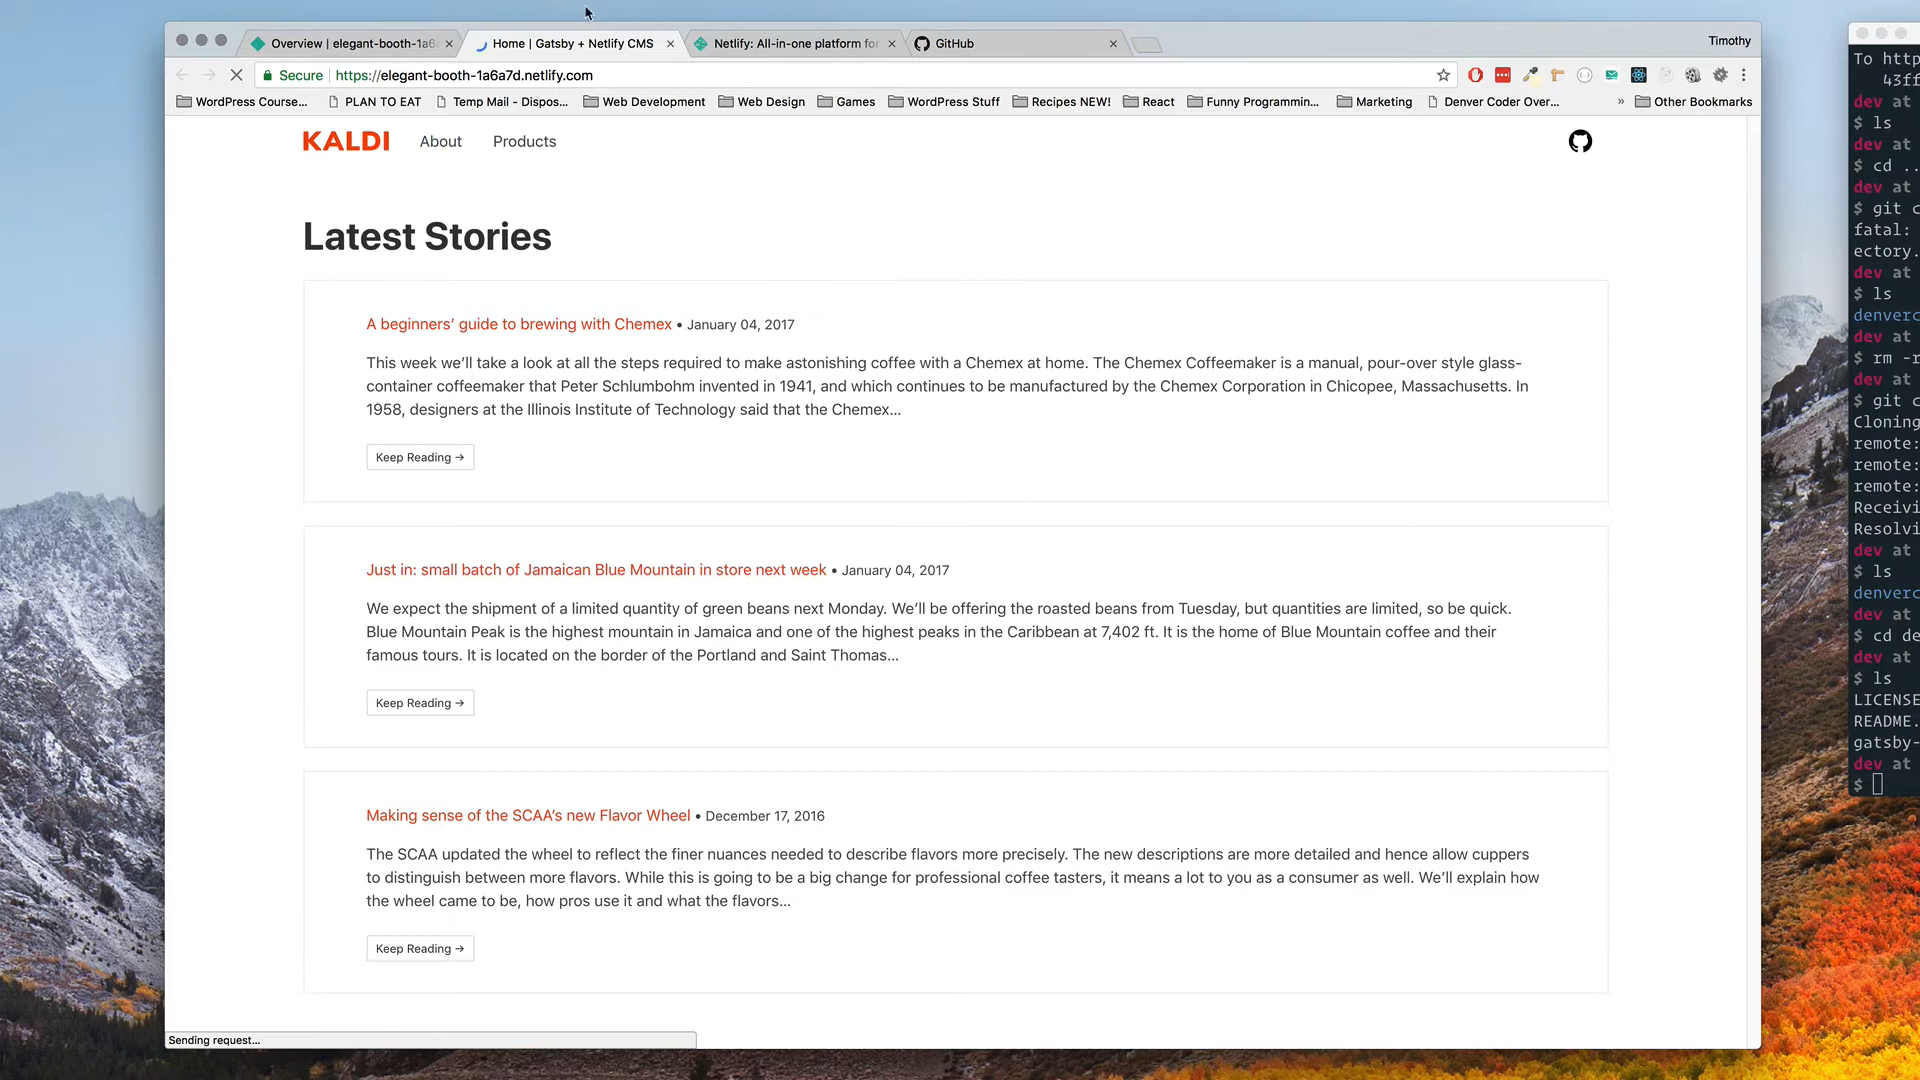 Overview | elegant-booth-1a6a
Home | Gatsby + Netlify CMS
Netlify: All-in-one platform for
GitHub
Timothy
Secure
https://elegant-booth-1a6a7d.netlify.com
WordPress Course...
PLAN TO EAT
Temp Mail - Dispos...
Web Development
Web Design
Games
WordPress Stuff
Recipes NEW!
React
Funny Programmin...
Marketing
Denver Coder Over...
»
Other Bookmarks
KALDI
About
Products
Latest Stories
A beginners’ guide to brewing with Chemex • January 04, 2017
This week we’ll take a look at all the steps required to make astonishing coffee with a Chemex at home. The Chemex Coffeemaker is a manual, pour-over style glass-
container coffeemaker that Peter Schlumbohm invented in 1941, and which continues to be manufactured by the Chemex Corporation in Chicopee, Massachusetts. In
1958, designers at the Illinois Institute of Technology said that the Chemex…
Keep Reading →
Just in: small batch of Jamaican Blue Mountain in store next week • January 04, 2017
We expect the shipment of a limited quantity of green beans next Monday. We’ll be offering the roasted beans from Tuesday, but quantities are limited, so be quick.
Blue Mountain Peak is the highest mountain in Jamaica and one of the highest peaks in the Caribbean at 7,402 ft. It is the home of Blue Mountain coffee and their
famous tours. It is located on the border of the Portland and Saint Thomas…
Keep Reading →
Making sense of the SCAA’s new Flavor Wheel • December 17, 2016
The SCAA updated the wheel to reflect the finer nuances needed to describe flavors more precisely. The new descriptions are more detailed and hence allow cuppers
to distinguish between more flavors. While this is going to be a big change for professional coffee tasters, it means a lot to you as a consumer as well. We’ll explain how
the wheel came to be, how pros use it and what the flavors…
Keep Reading →
Sending request...
To http
43ff
dev at
$ ls
dev at
$ cd ..
dev at
$ git c
fatal:
ectory.
dev at
$ ls
denverc
dev at
$ rm -r
dev at
$ git c
Cloning
remote:
remote:
remote:
Receivi
Resolvi
dev at
$ ls
denverc
dev at
$ cd de
dev at
$ ls
LICENSE
README.
gatsby-
dev at
$